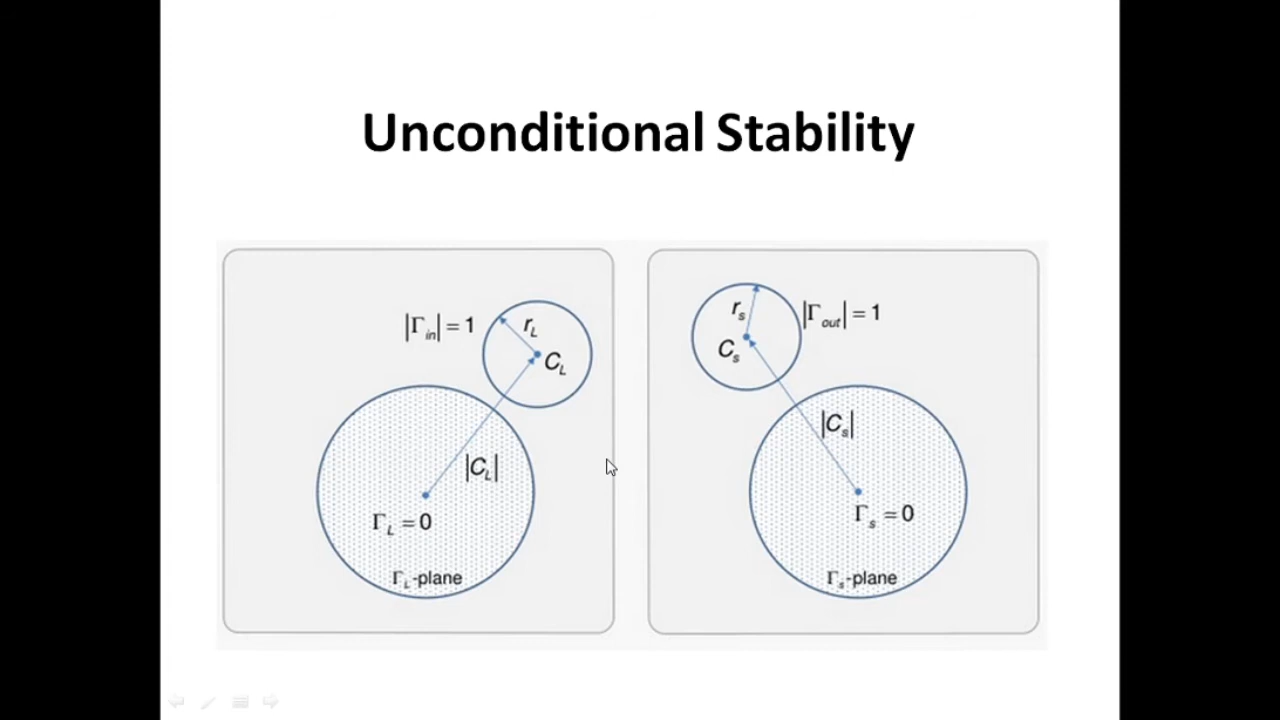 Unconditional Stability
|Γin| = 1
rL
CL
|CL|
ΓL = 0
ΓL-plane
rs
|Γout| = 1
Cs
|Cs|
Γs = 0
Γs-plane